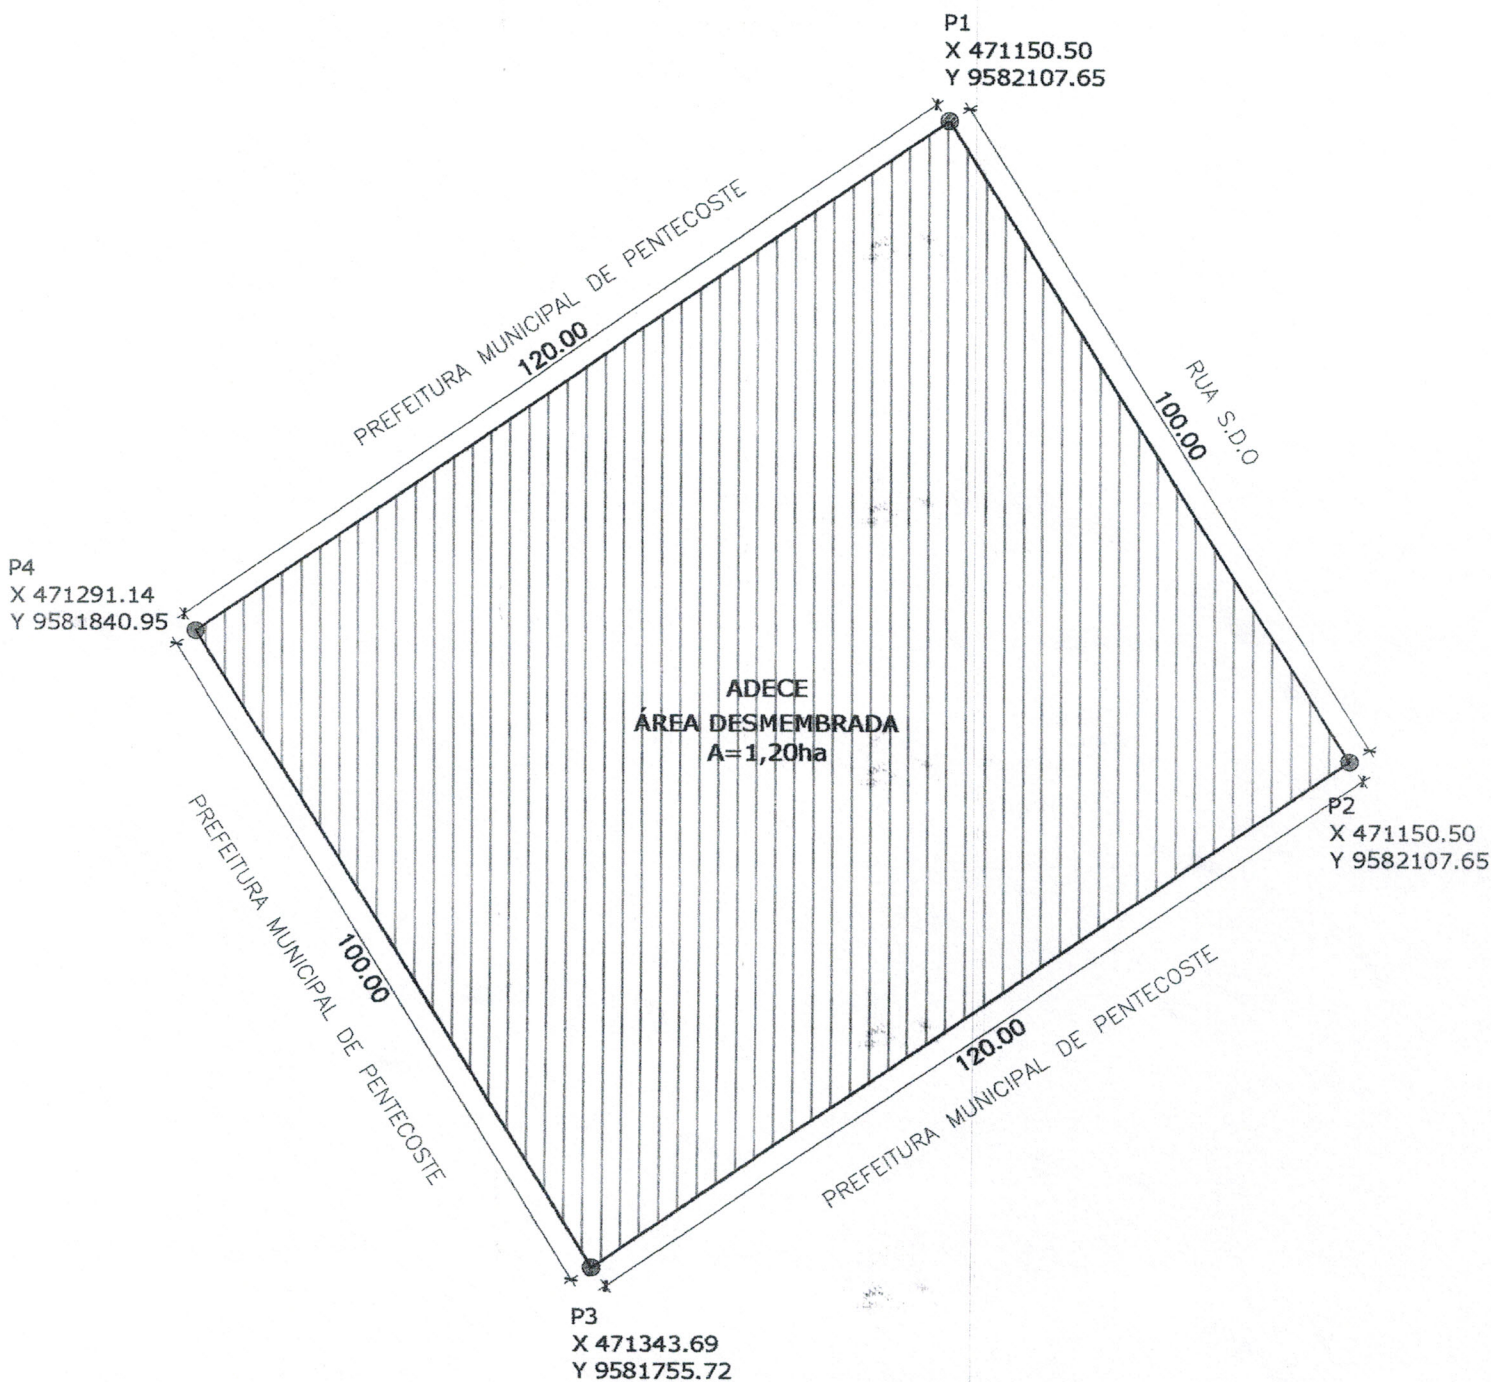 P1
X 471150.50
Y 9582107.65
PREFEITURA MUNICIPAL DE PENTECOSTE
120.00
RUA S.D.O
100.00
P4
X 471291.14
Y 9581840.95
ADECE
ÁREA DESMEMBRADA
A=1,20ha
P2
X 471150.50
Y 9582107.65
PREFEITURA MUNICIPAL DE PENTECOSTE
100.00
120.00
PREFEITURA MUNICIPAL DE PENTECOSTE
P3
X 471343.69
Y 9581755.72